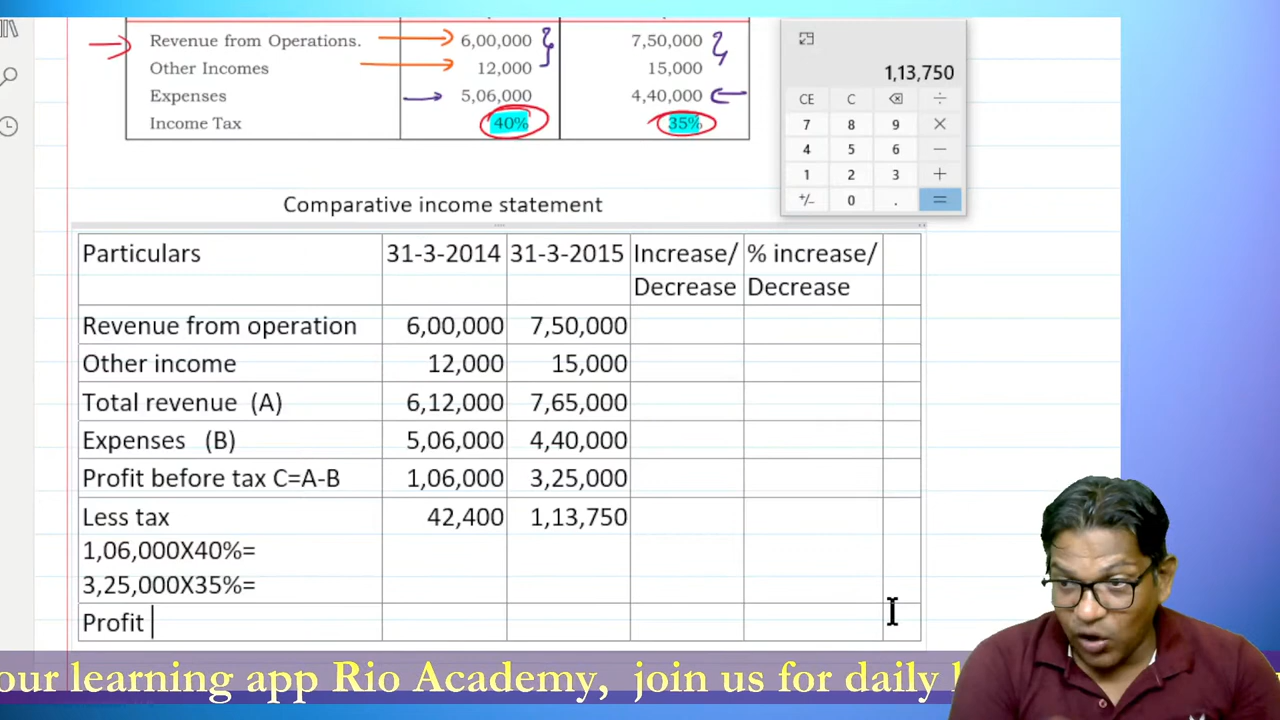 Revenue from Operations. 6,00,000 7,50,000
Other Incomes 12,000 15,000
Expenses 5,06,000 4,40,000
Income Tax 40% 35%
1,13,750
CE C ⌫ ÷
7 8 9 ×
4 5 6 −
1 2 3 +
+/− 0 . =
Comparative income statement
Particulars 31-3-2014 31-3-2015 Increase/ % increase/
Decrease Decrease
Revenue from operation 6,00,000 7,50,000
Other income 12,000 15,000
Total revenue (A) 6,12,000 7,65,000
Expenses (B) 5,06,000 4,40,000
Profit before tax C=A-B 1,06,000 3,25,000
Less tax 42,400 1,13,750
1,06,000X40%=
3,25,000X35%=
Profit
our learning app Rio Academy, join us for daily